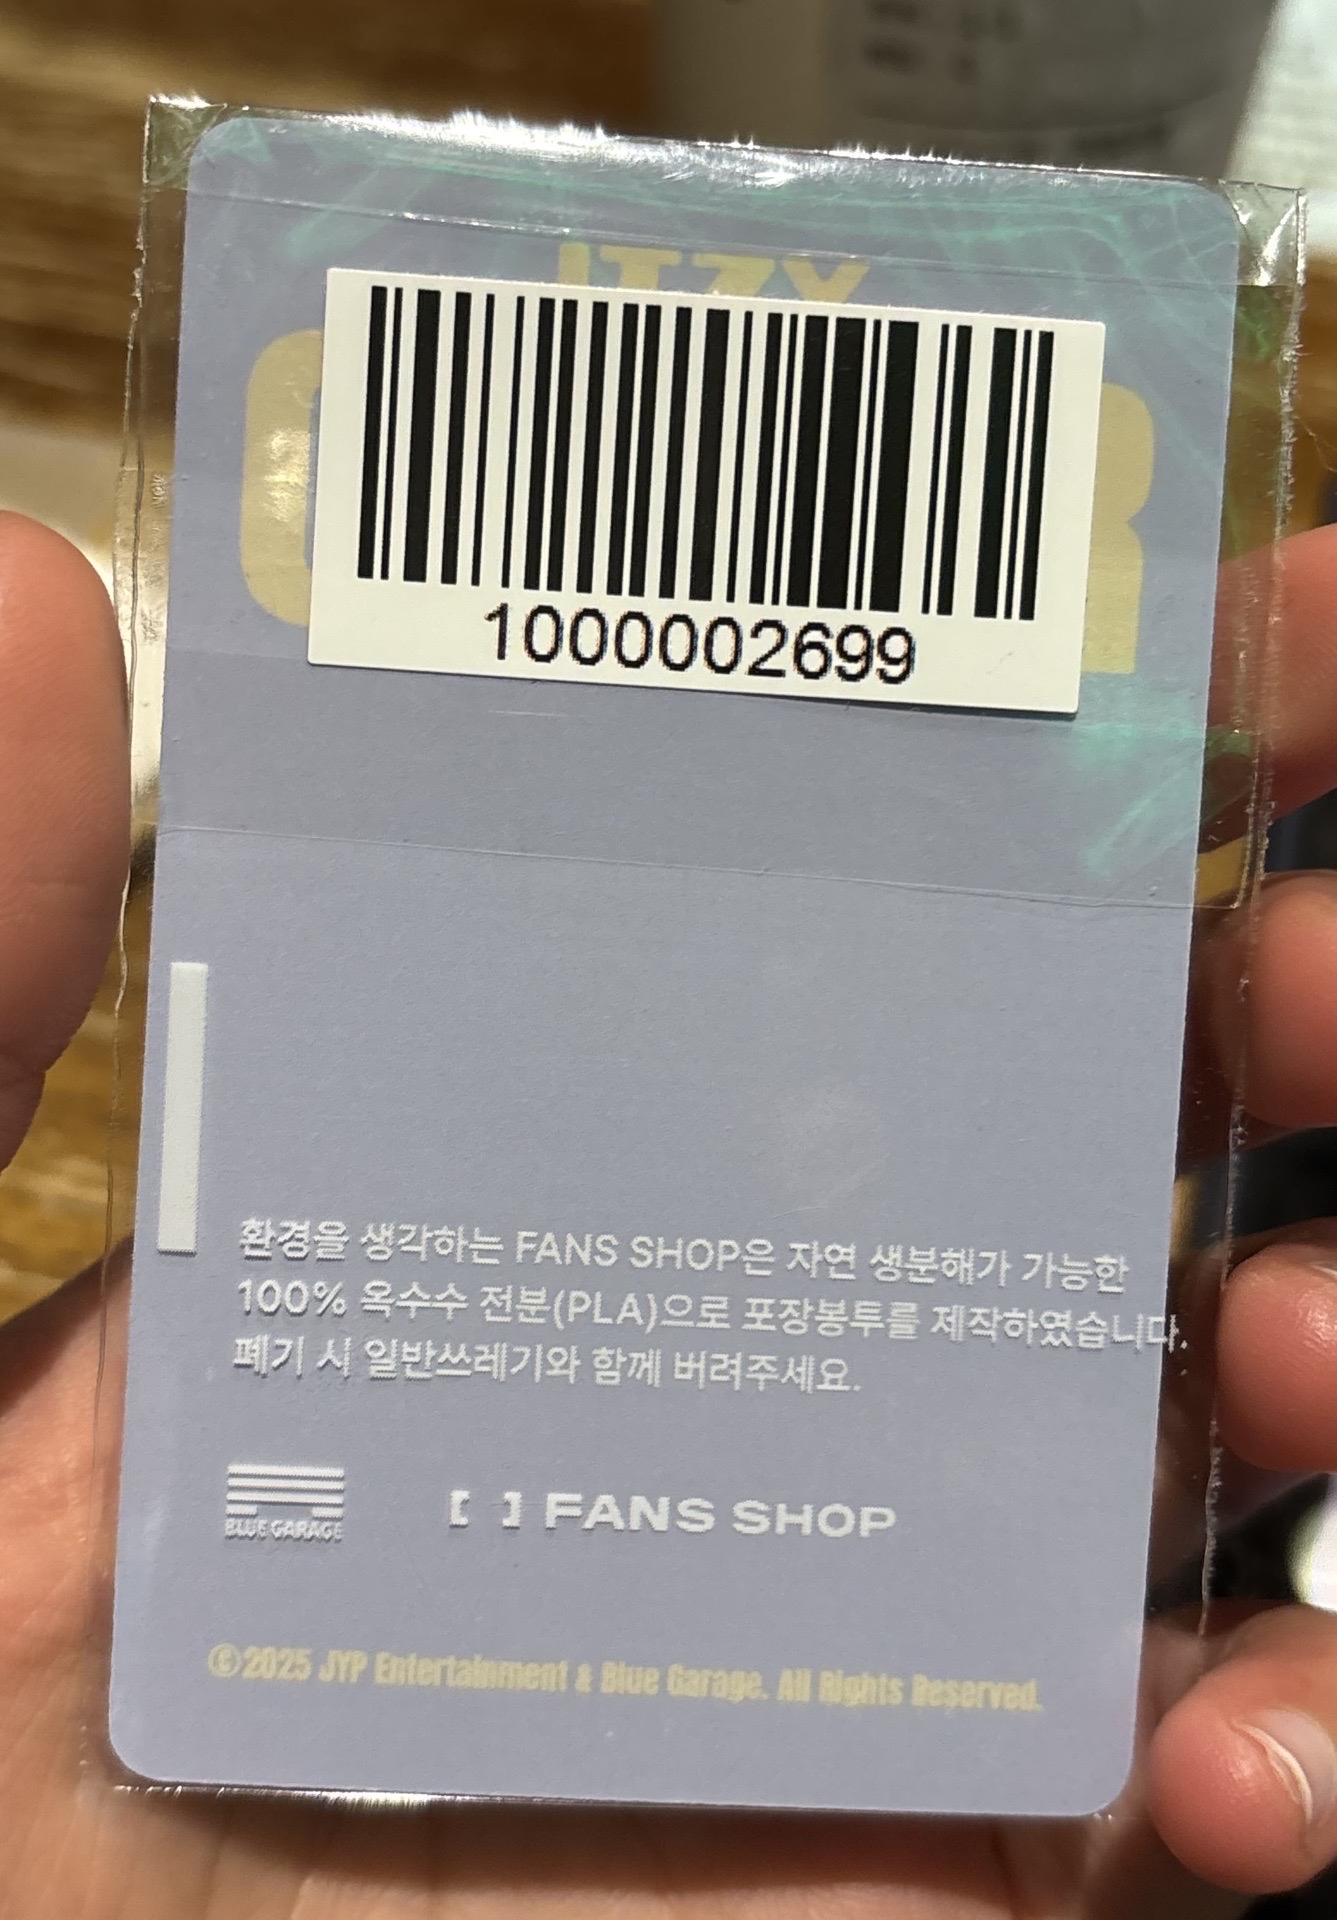 ITZY
1000002699
환경을 생각하는 FANS SHOP은 자연 생분해가 가능한
100% 옥수수 전분(PLA)으로 포장봉투를 제작하였습니다.
폐기 시 일반쓰레기와 함께 버려주세요.
BLUE GARAGE
[ ] FANS SHOP
©2025 JYP Entertainment & Blue Garage. All Rights Reserved.